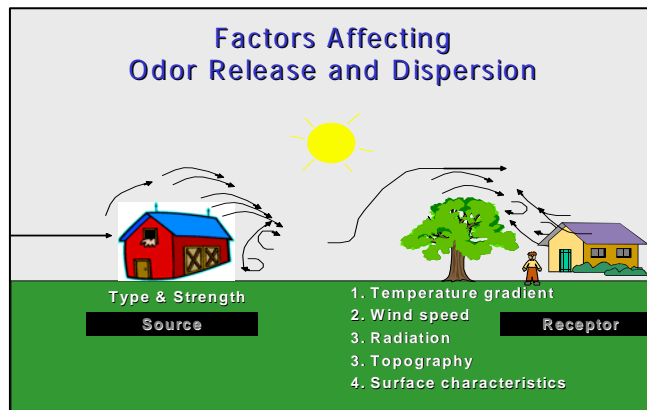 Factors Affecting
Odor Release and Dispersion
Type & Strength
Source
1. Temperature gradient
2. Wind speed
3. Radiation
3. Topography
4. Surface characteristics
Receptor